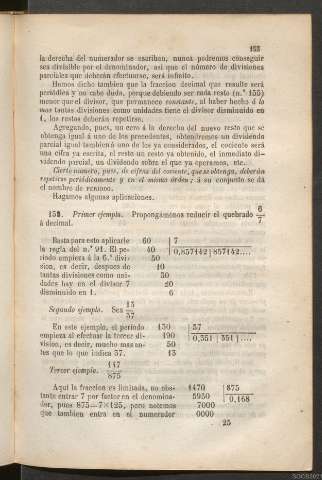 153
la derecha del numerador se escriban, nunca podremos conseguir
sea divisible por el denominador, asi que el número de divisiones
parciales que deberán efectuarse, será infinito.
Hemos dicho tambien que la fraccion decimal que resulte será
periódica y no cabe duda, porque debiendo ser cada resto (n.º 155)
menor que el divisor, que permanece constante, al haber hecho á lo
mas tantas divisiones como unidades tiene el divisor disminuido en
1, los restos deberán repetirse.
Agregando, pues, un cero á la derecha del nuevo resto que se
obtenga igual á uno de los precedentes, obtendremos un dividendo
parcial igual tambien á uno de los ya considerados, el cociente será
una cifra ya escrita, el resto un resto ya obtenido, el inmediato di-
videndo parcial, un dividendo sobre el que ya operamos, etc..
Cierto número, pues, de cifras del cociente, que se obtenga, deberán
repetirse periódicamente y en el mismo órden; á su conjunto se dá
el nombre de PERIODO.
Hagamos algunas aplicaciones.
158. Primer ejemplo. Propongámonos reducir el quebrado 6/7
á decimal.
Basta para esto aplicarle 60 | 7
la regla del n.º 91. El pe- 40 0,857142 | 857142....
ríodo empieza á la 6.ª divi- 50
sion, es decir, despues de 10
tantas divisiones como uni- 50
dades hay en el divisor 7 20
disminuido en 1. 6
Segundo ejemplo. Sea 13/37
En este ejemplo, el período 130 | 37
empieza al efectuar la tercer di- 190 0,351 | 351 | ....
vision, es decir, mucho mas an- 50
tes que lo que indica 37. 13
Tercer ejemplo. 147/875
Aquí la fraccion es limitada, no obs- 1470 | 875
tante entrar 7 por factor en el denomina- 5950 0,168
dor, pues 875=7×125, pero notemos 7000
que tambien entra en el numerador 0000
25